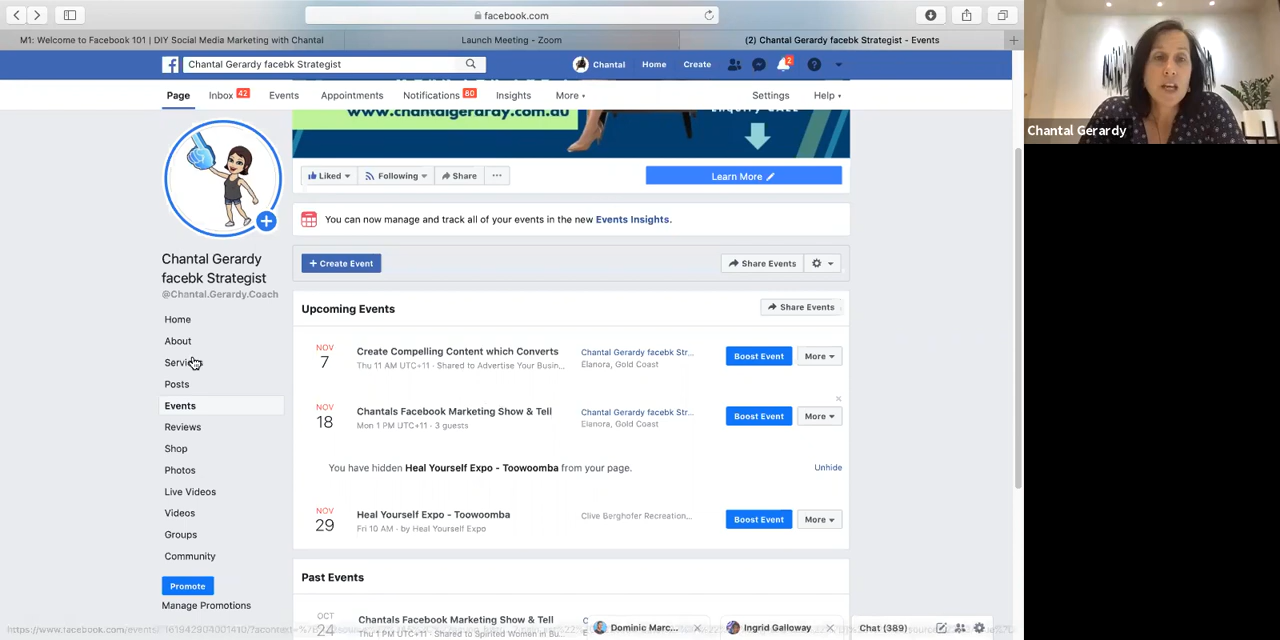 facebook.com
M1: Welcome to Facebook 101 | DIY Social Media Marketing with Chantal
Launch Meeting - Zoom
(2) Chantal Gerardy facebk Strategist - Events
Chantal Gerardy facebk Strategist
Chantal
Home
Create
2
Page
Inbox 42
Events
Appointments
Notifications 80
Insights
More
Settings
Help
www.chantalgerardy.com.au
Liked
Following
Share
Learn More
You can now manage and track all of your events in the new Events Insights.
Chantal Gerardy
facebk Strategist
@Chantal.Gerardy.Coach
Home
About
Services
Posts
Events
Reviews
Shop
Photos
Live Videos
Videos
Groups
Community
Promote
Manage Promotions
+ Create Event
Share Events
Upcoming Events
Share Events
NOV 7
Create Compelling Content which Converts
Thu 11 AM UTC+11 · Shared to Advertise Your Busin...
Chantal Gerardy facebk Str...
Elanora, Gold Coast
Boost Event
More
NOV 18
Chantals Facebook Marketing Show & Tell
Mon 1 PM UTC+11 · 3 guests
Chantal Gerardy facebk Str...
Elanora, Gold Coast
Boost Event
More
You have hidden Heal Yourself Expo - Toowoomba from your page.
Unhide
NOV 29
Heal Yourself Expo - Toowoomba
Fri 10 AM · by Heal Yourself Expo
Clive Berghofer Recreation...
Boost Event
More
Past Events
OCT 24
Chantals Facebook Marketing Show & Tell
Thu 1 PM UTC+11 · Shared to Spirited Women in Bu...
Dominic Marc...
Ingrid Galloway
Chat (389)
Chantal Gerardy